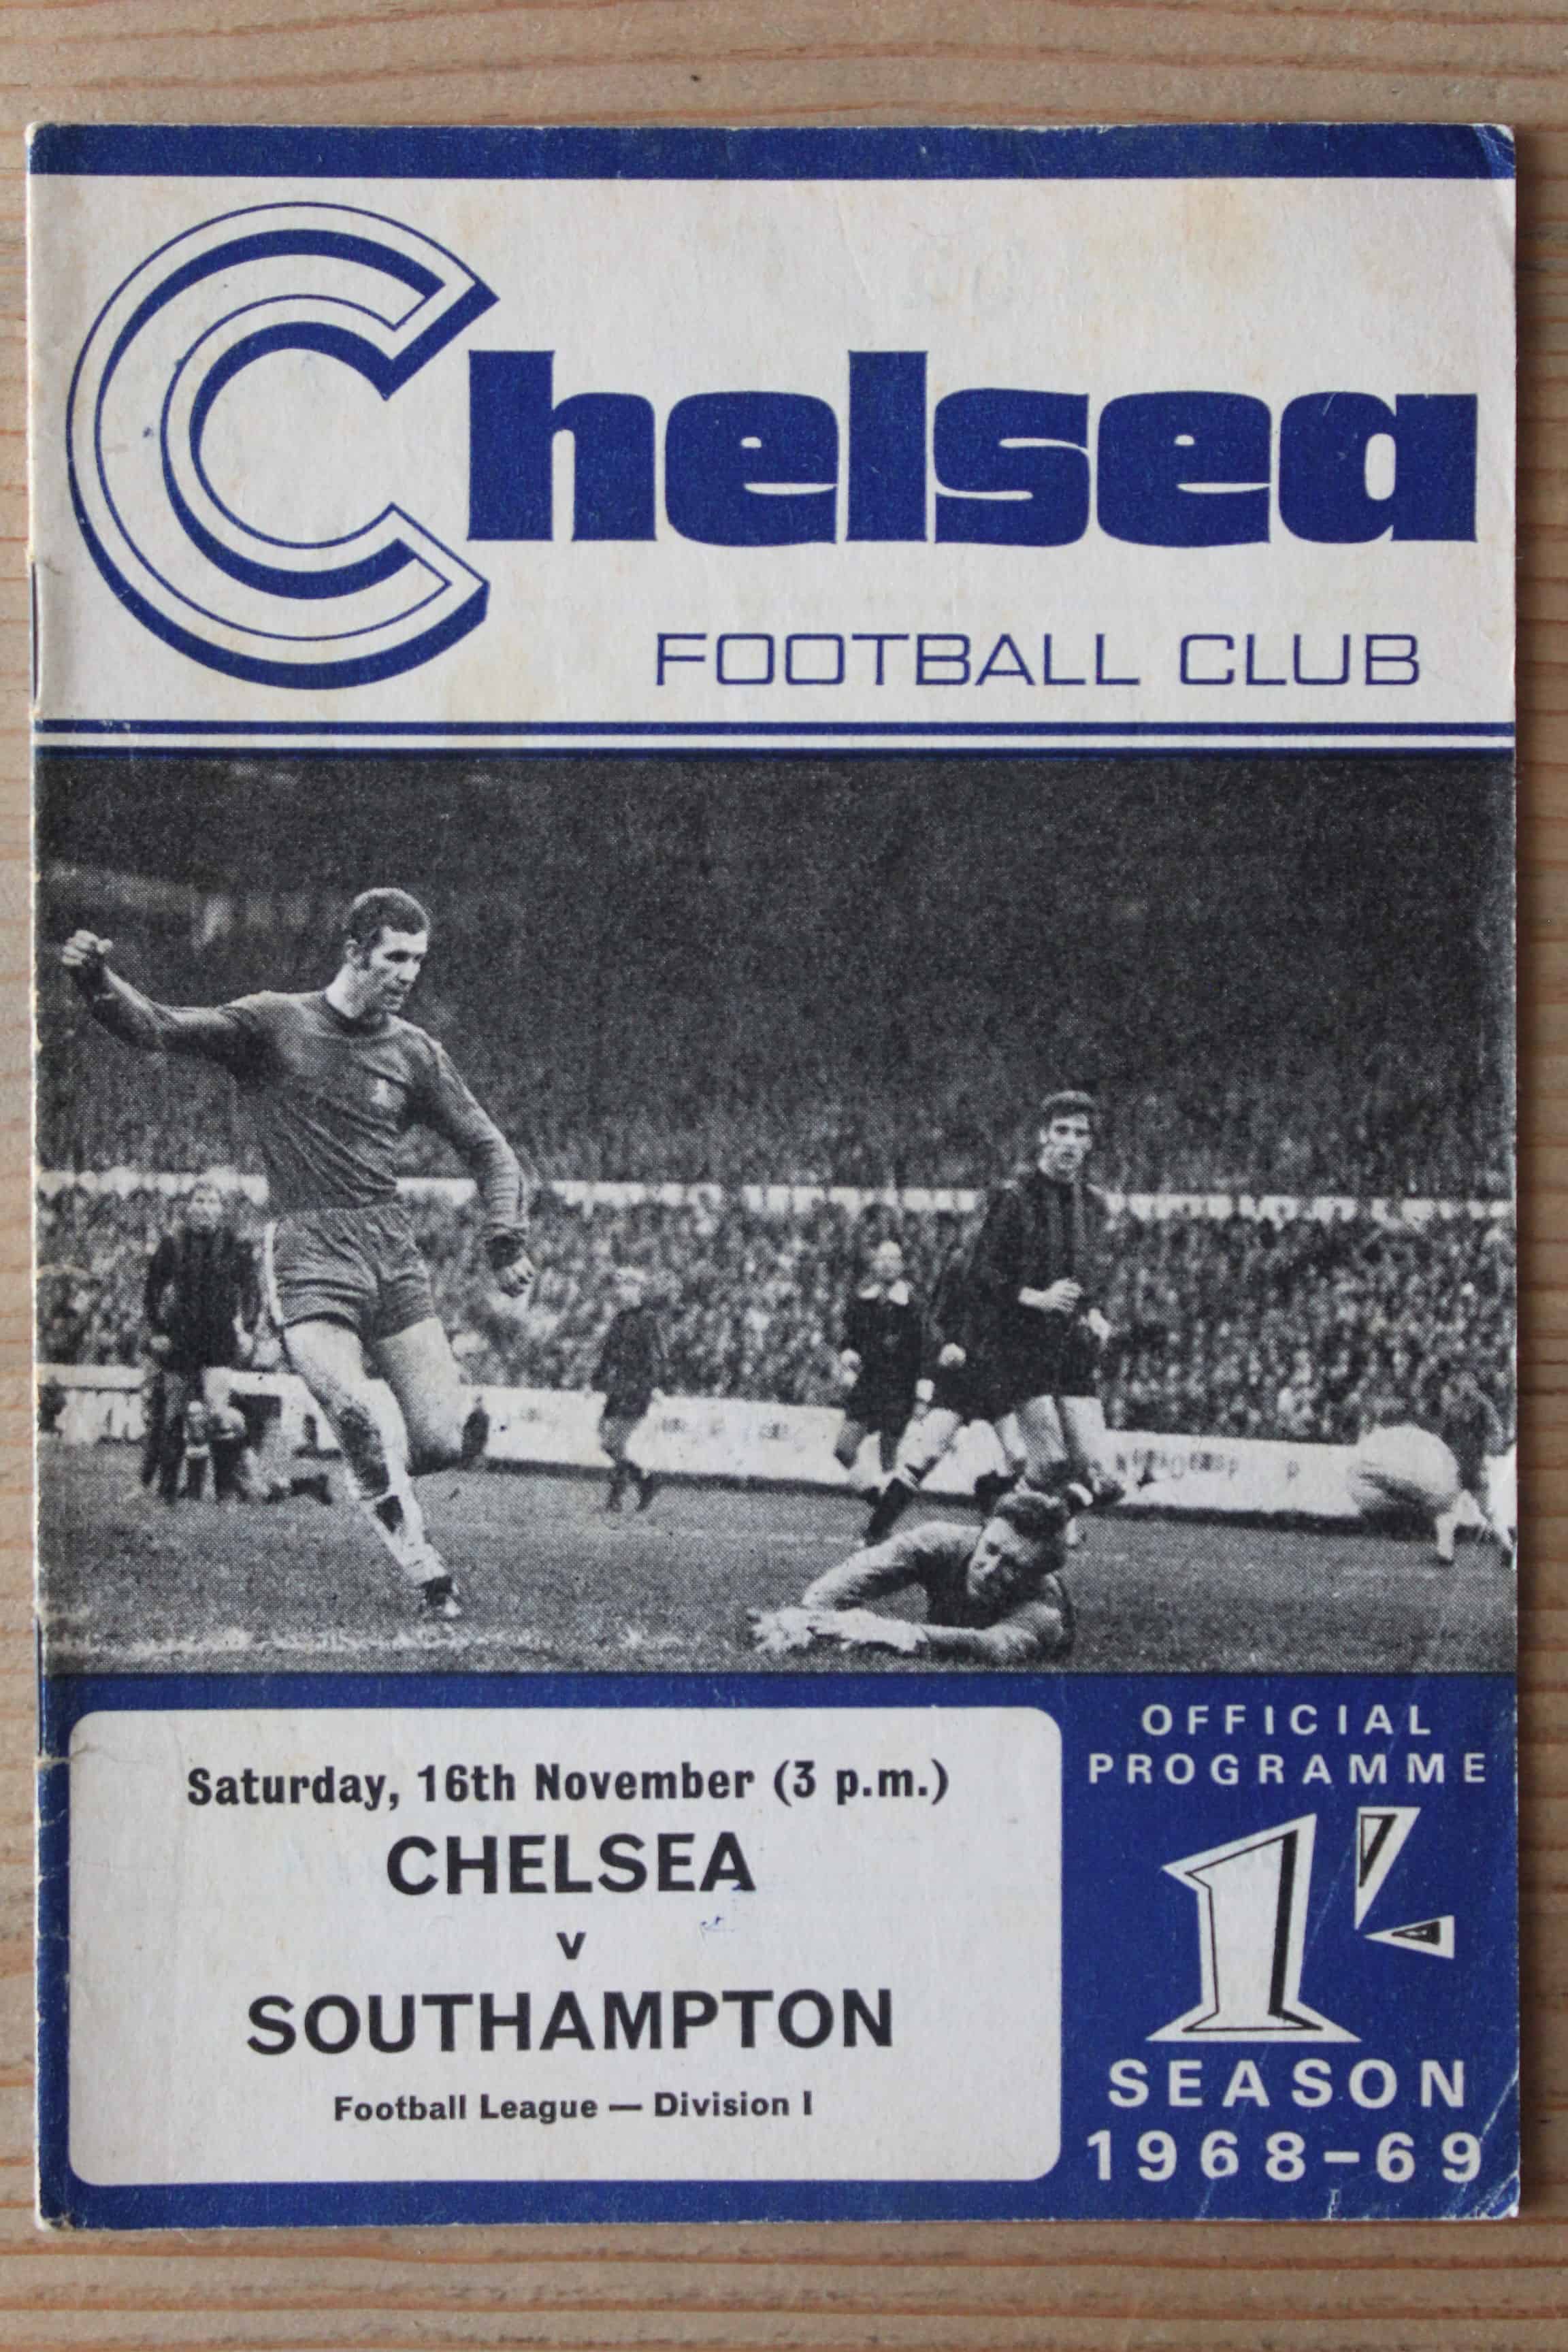 Chelsea
FOOTBALL CLUB
Saturday, 16th November (3 p.m.)
CHELSEA
v
SOUTHAMPTON
Football League — Division I
OFFICIAL
PROGRAMME
1/-
SEASON
1968-69